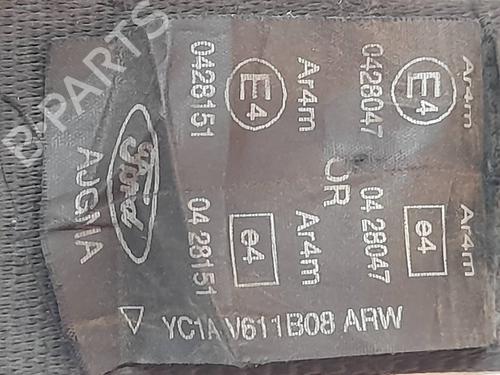 B-PARTS
Ford
AJGN1A
E4
Ar4m
0428151
E4
Ar4m
0428047
OR
e4
Ar4m
04 28151
e4
Ar4m
04 28047
YC1A V611B08 ARW